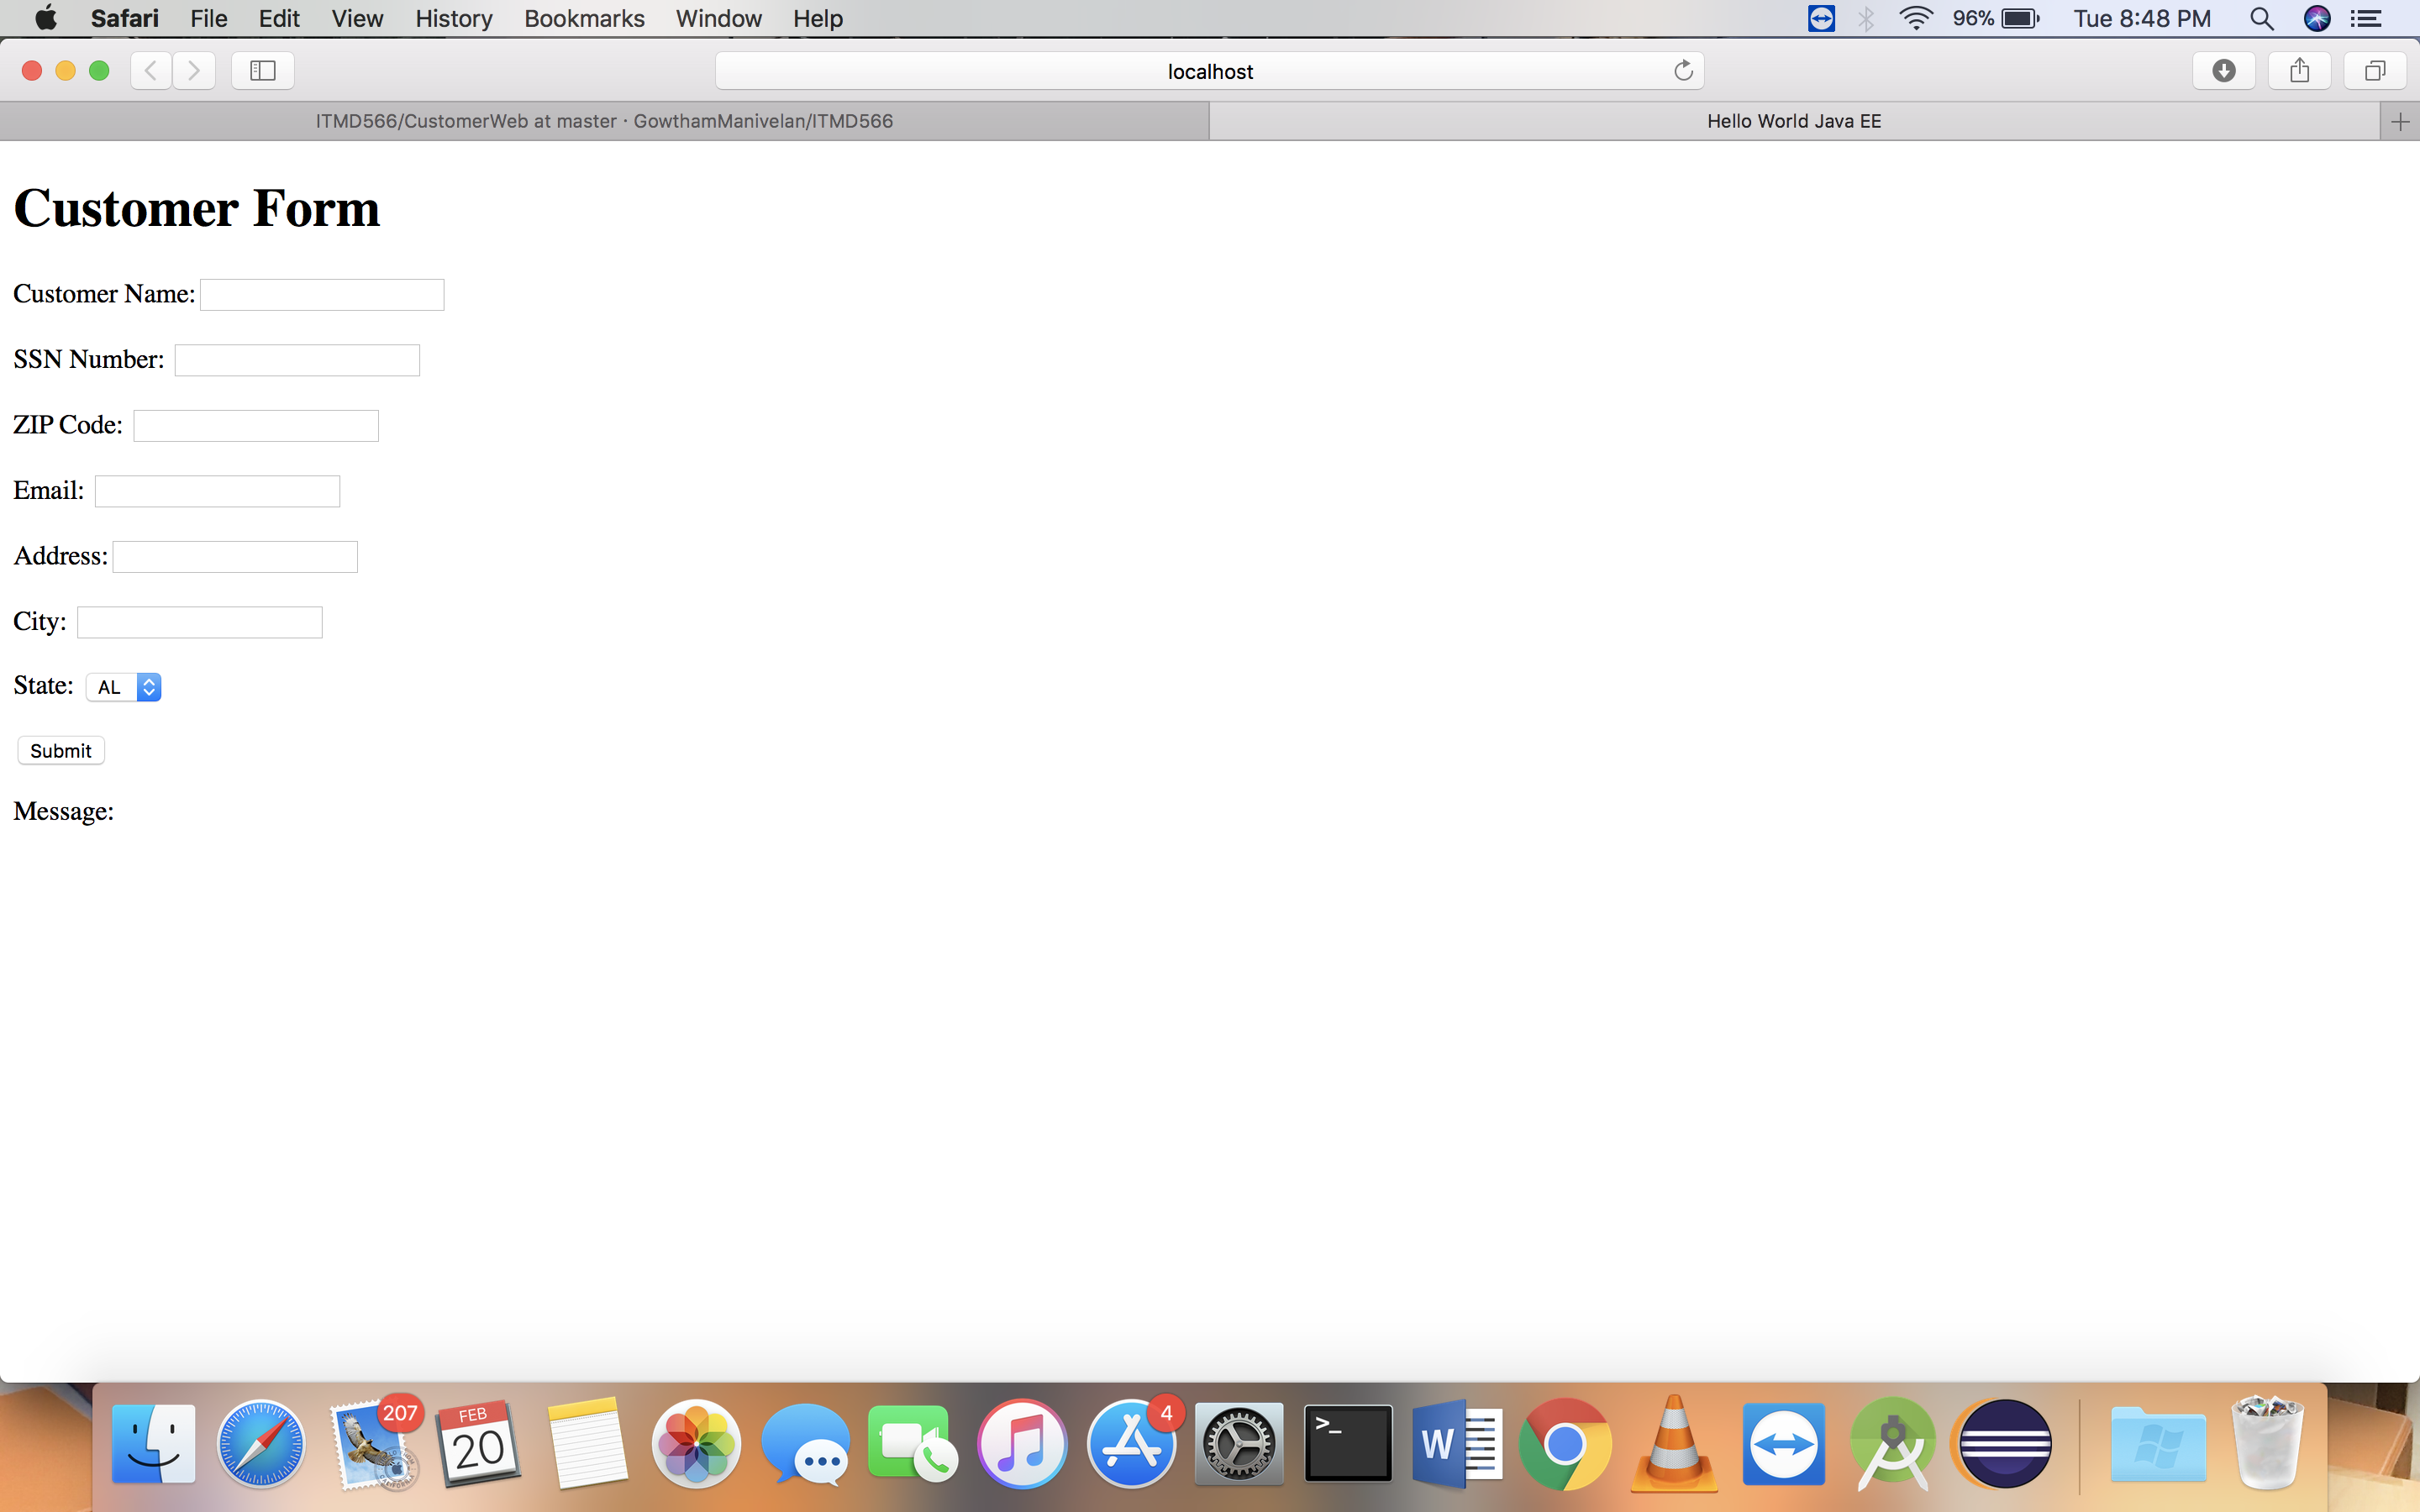 Safari File Edit View History Bookmarks Window Help 96% Tue 8:48 PM
localhost
ITMD566/CustomerWeb at master · GowthamManivelan/ITMD566 Hello World Java EE
Customer Form
Customer Name:
SSN Number:
ZIP Code:
Email:
Address:
City:
State: AL
Submit
Message:
207 FEB 4
20 >_ W